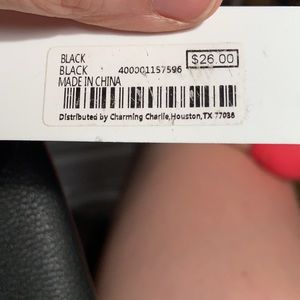 BLACK $26.00
BLACK 400001157596
MADE IN CHINA
Distributed by Charming Charlie,Houston,TX 77036